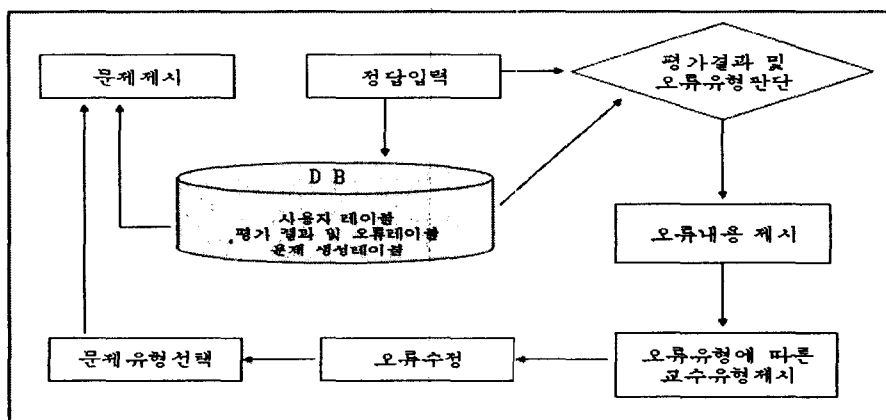 문제제시
정답입력
평가결과 및
오류유형판단
D B
사용자 테이블
평가 결과 및 오류테이블
문제 생성테이블
오류내용 제시
문제유형선택
오류수정
오류유형에 따른
교수유형제시